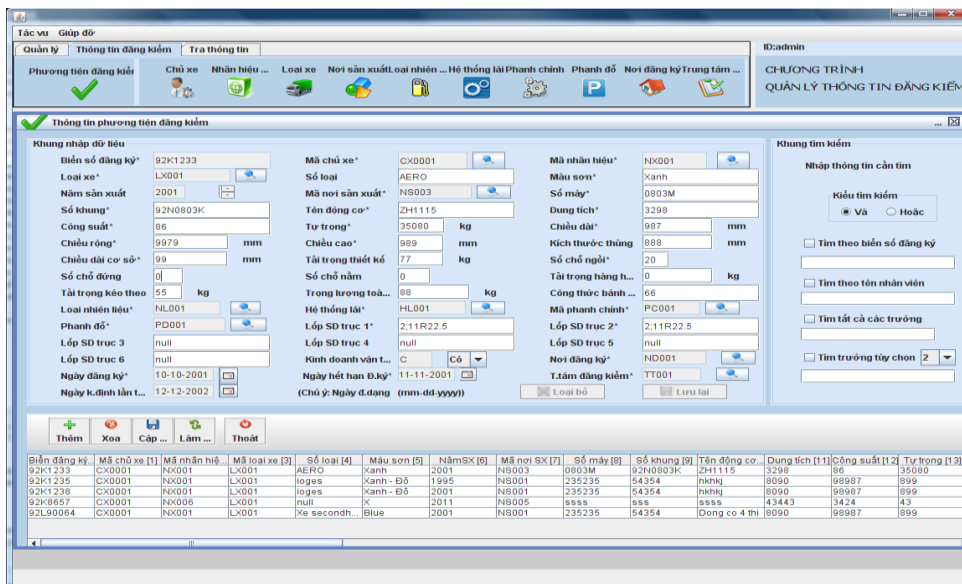 Tác vụ Giúp đỡ
Quản lý Thông tin đăng kiểm Tra thông tin
ID:admin
Phương tiện đăng kiểr Chủ xe Nhãn hiệu ... Loại xe Nơi sản xuất Loại nhiên ... Hệ thống lái Phanh chính Phanh đỗ Nơi đăng ký Trung tâm ...
CHƯƠNG TRÌNH
QUẢN LÝ THÔNG TIN ĐĂNG KIỂM
Thông tin phương tiện đăng kiểm ...
Khung nhập dữ liệu
Biển số đăng ký* 92K1233 Mã chủ xe* CX0001 Mã nhãn hiệu* NX001
Loại xe* LX001 Số loại AERO Màu sơn* Xanh
Năm sản xuất 2001 Mã nơi sản xuất* NS003 Số máy* 0803M
Số khung* 92N0803K Tên động cơ* ZH1115 Dung tích* 3298
Công suất* 86 Tự trọng* 35080 kg Chiều dài* 987 mm
Chiều rộng* 9979 mm Chiều cao* 989 mm Kích thước thùng 888 mm
Chiều dài cơ sở* 99 mm Tải trọng thiết kế 77 kg Số chỗ ngồi* 20
Số chỗ đứng 0 Số chỗ nằm 0 Tải trọng hàng h... 0 kg
Tải trọng kéo theo 55 kg Trọng lượng toà... 88 kg Công thức bánh ... 66
Loại nhiên liệu* NL001 Hệ thống lái* HL001 Mã phanh chính* PC001
Phanh đỗ* PD001 Lốp SD trục 1* 2;11R22.5 Lốp SD trục 2* 2;11R22.5
Lốp SD trục 3 null Lốp SD trục 4 null Lốp SD trục 5 null
Lốp SD trục 6 null Kinh doanh vận t... C Có Nơi đăng ký* ND001
Ngày đăng ký* 10-10-2001 Ngày hết hạn Đ.ký* 11-11-2001 T.tâm đăng kiểm* TT001
Ngày k.định lần t... 12-12-2002 (Chú ý: Ngày đ.dạng (mm-dd-yyyy)) Loại bỏ Lưu lại
Khung tìm kiếm
Nhập thông tin cần tìm
Kiểu tìm kiếm
Và Hoặc
Tìm theo biển số đăng ký
Tìm theo tên nhân viên
Tìm tất cả các trường
Tìm trường tùy chọn 2
Thêm Xoa Cập ... Làm ... Thoát
Biển đăng ký... Mã chủ xe [1] Mã nhãn hiệ... Mã loại xe [3] Số loại [4] Màu sơn [5] NămSX [6] Mã nơi SX [7] Số máy [8] Số khung [9] Tên động cơ... Dung tích [11] Công suất [12] Tự trọng [13]
92K1233 CX0001 NX001 LX001 AERO Xanh 2001 NS003 0803M 92N0803K ZH1115 3298 86 35080
92K1235 CX0001 NX001 LX001 ioges Xanh - Đỏ 1995 NS001 235235 54354 hkhkj 8090 98987 899
92K1238 CX0001 NX001 LX001 ioges Xanh - Đỏ 2001 NS001 235235 54354 hkhkj 8090 98987 899
92K8657 CX0001 NX006 LX001 null X 2011 NS005 ssss sss ssss 43443 3424 43
92L90064 CX0001 NX001 LX001 Xe secondh... Blue 2001 NS001 235235 54354 Dong co 4 thi 8090 98987 899